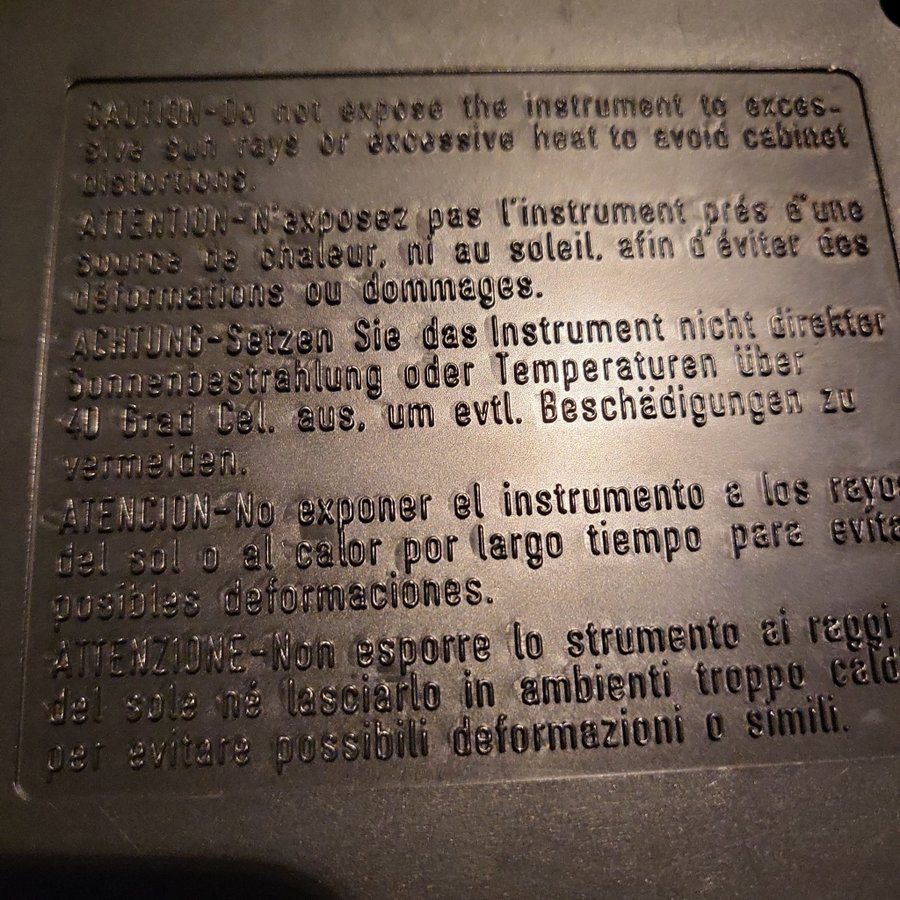 CAUTION-Do not expose the instrument to exces-
sive sun rays or excessive heat to avoid cabinet
distortions.
ATTENTION-N'exposez pas l'instrument prés d'une
source de chaleur, ni au soleil, afin d'éviter des
déformations ou dommages.
ACHTUNG-Setzen Sie das Instrument nicht direkter
Sonnenbestrahlung oder Temperaturen über
40 Grad Cel. aus, um evtl. Beschädigungen zu
vermeiden.
ATENCION-No exponer el instrumento a los rayos
del sol o al calor por largo tiempo para evita
posibles deformaciones.
ATTENZIONE-Non esporre lo strumento ai raggi
del sole né lasciarlo in ambienti troppo cald
per evitare possibili deformazioni o simili.